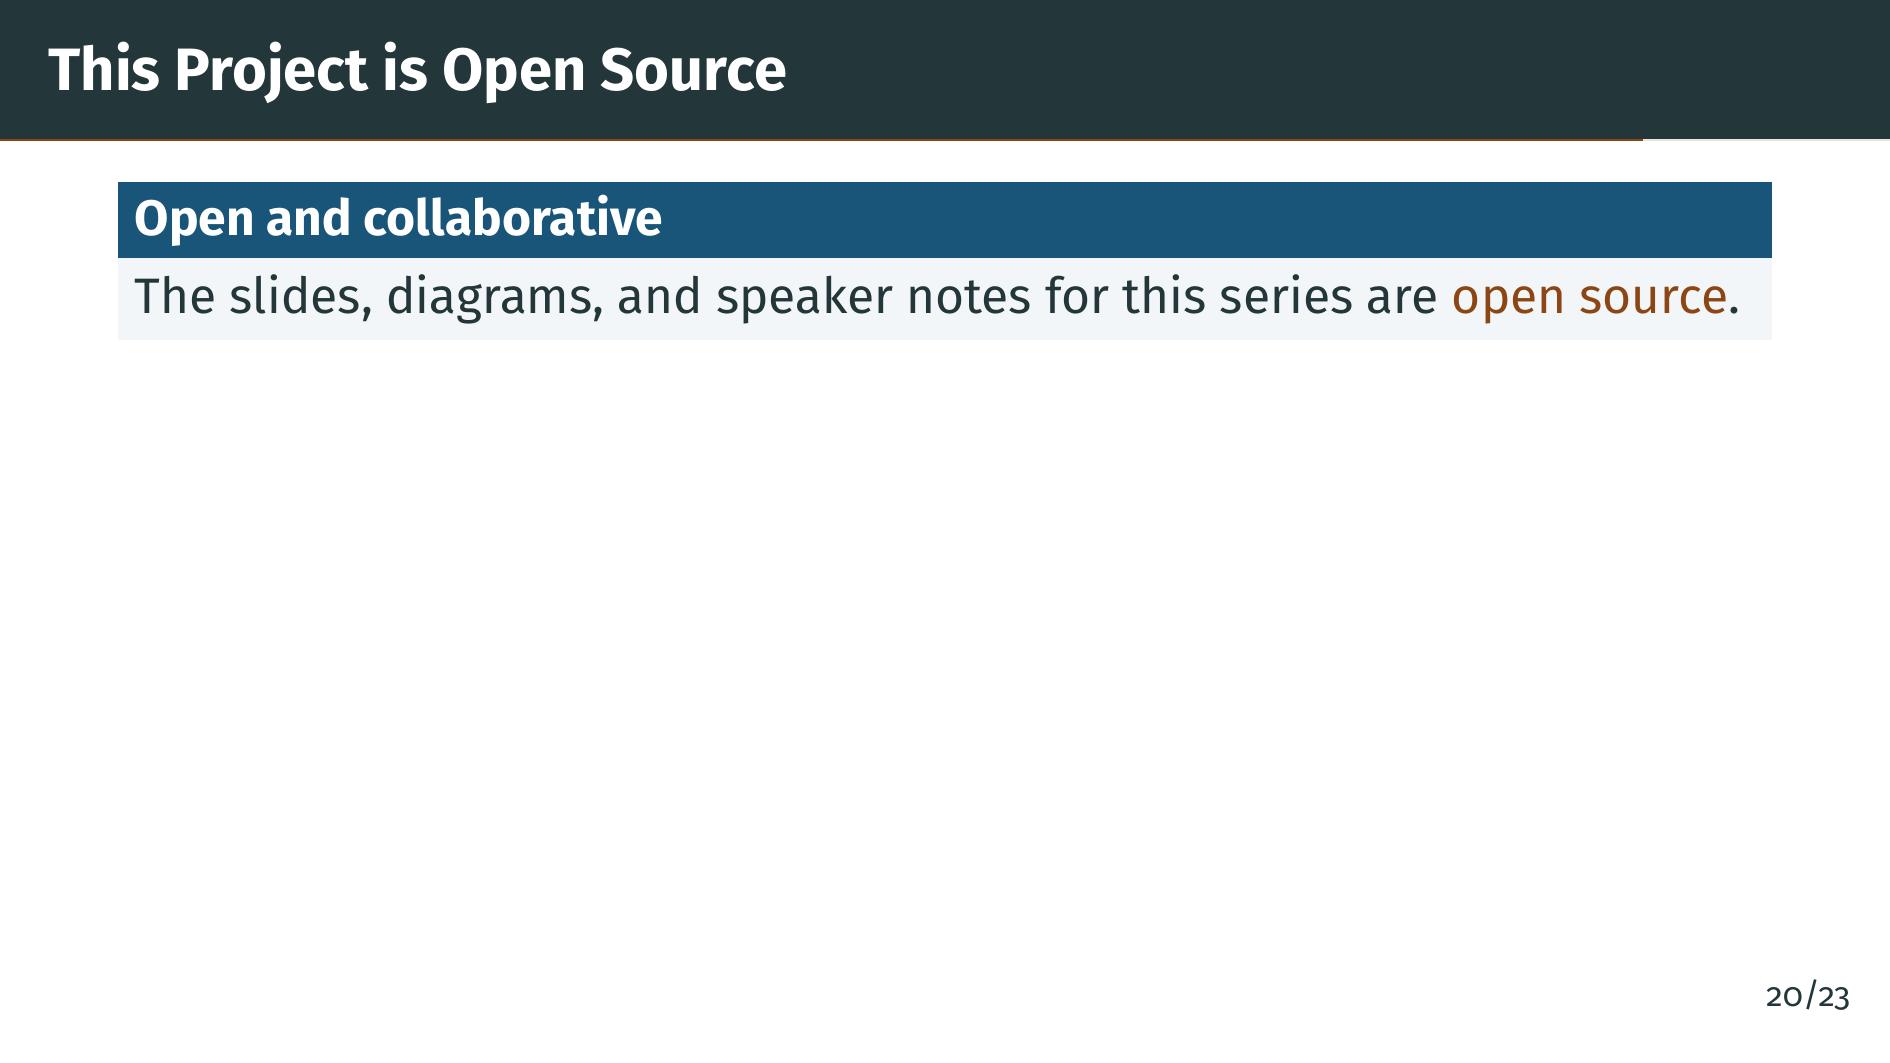 This Project is Open Source
Open and collaborative
The slides, diagrams, and speaker notes for this series are open source.
20/23